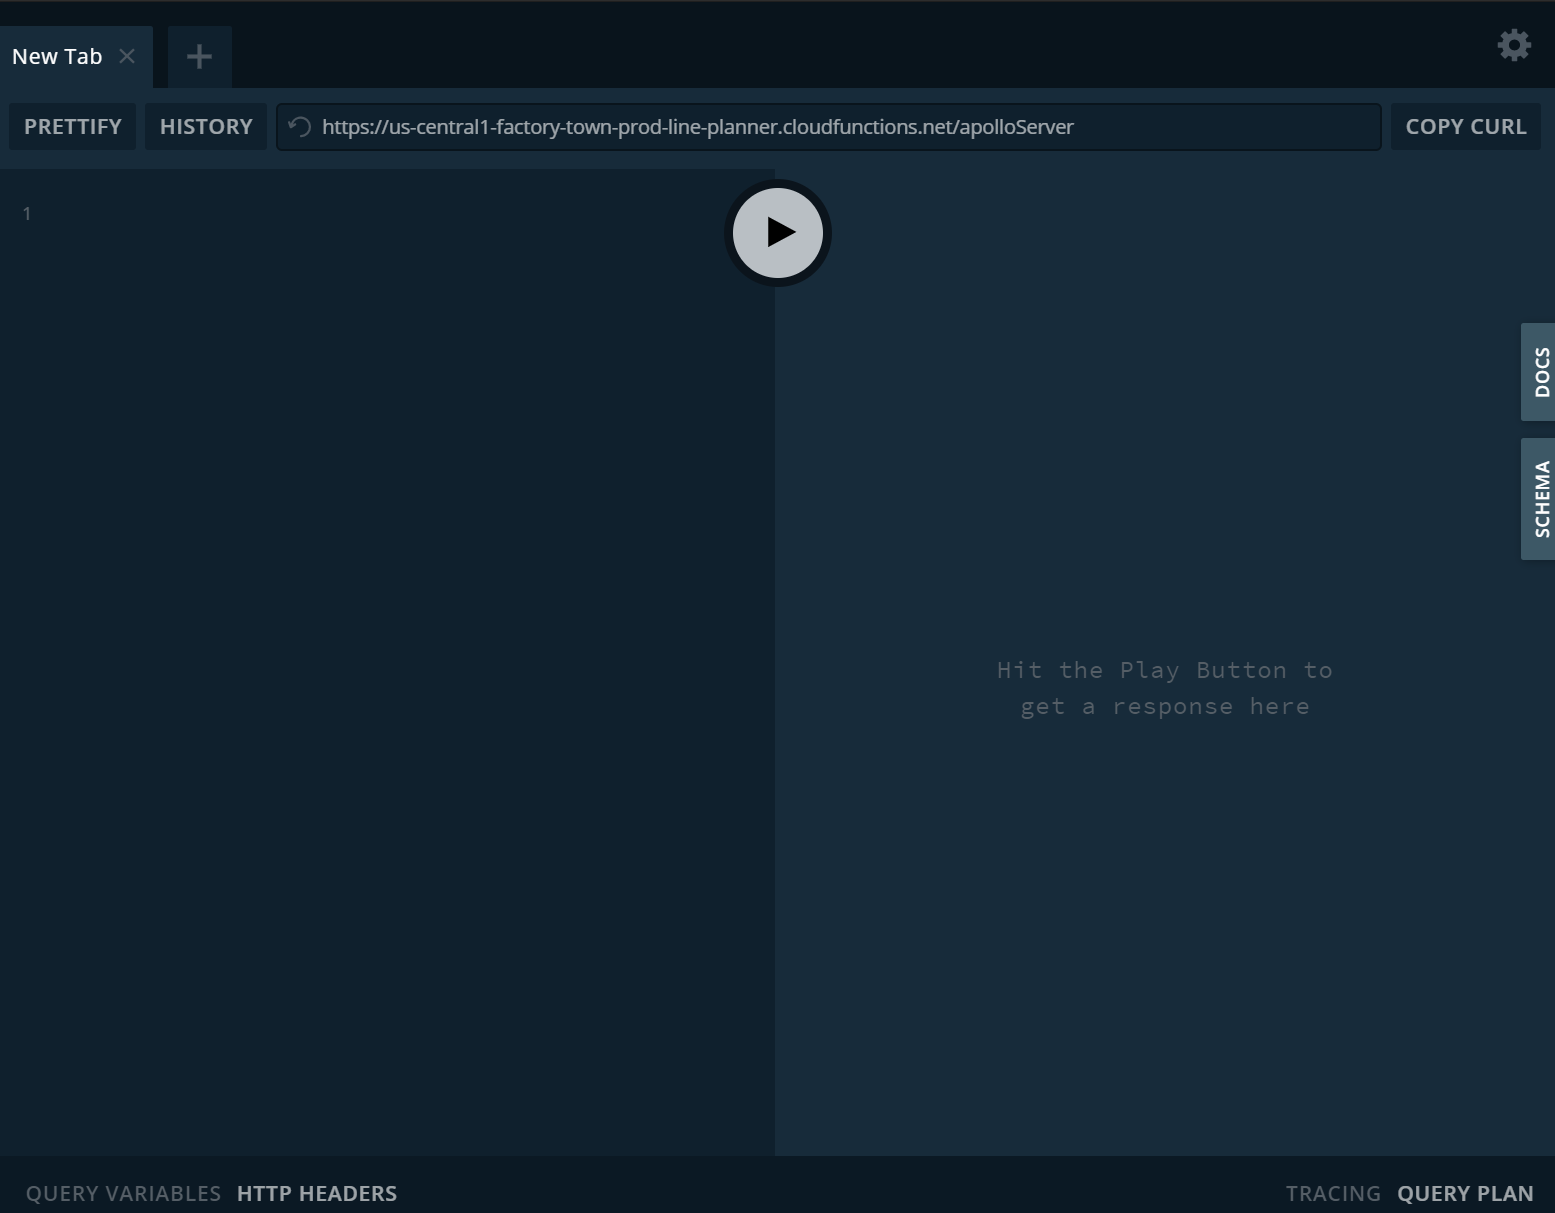 New Tab
PRETTIFY
HISTORY
https://us-central1-factory-town-prod-line-planner.cloudfunctions.net/apolloServer
COPY CURL
1
DOCS
SCHEMA
Hit the Play Button to
get a response here
QUERY VARIABLES
HTTP HEADERS
TRACING
QUERY PLAN